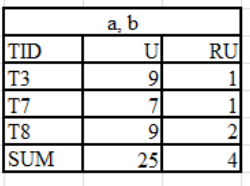 a, b
TID U RU
T3 9 1
T7 7 1
T8 9 2
SUM 25 4